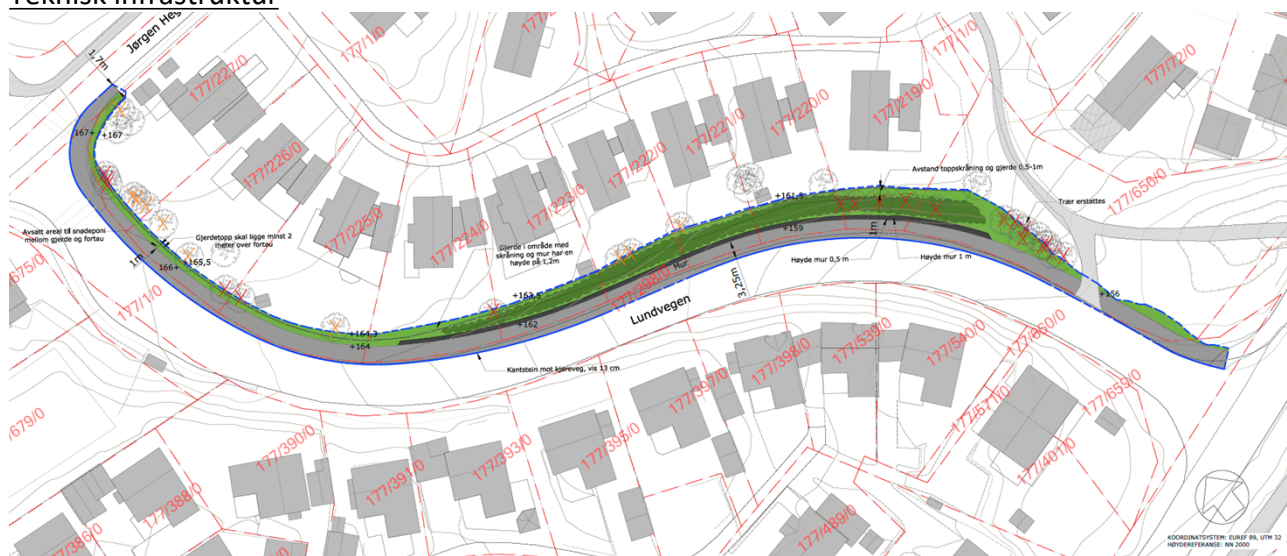 Teknisk infrastruktur
Jørgen Heg
1,7m
177/1/0
177/227/0
177/1/0
177/72/0
167+
+167
177/226/0
177/225/0
177/224/0
177/223/0
177/222/0
177/221/0
177/220/0
177/219/0
177/658/0
Avstand toppskråning og gjerde 0,5-1m
Trær erstattes
Avsatt areal til snødeponi
mellom gjerde og fortau
1m
Gjerdetopp skal ligge minst 2
meter over fortau
166+
+165,5
Gjerde i område med
skråning og mur har en
høyde på 1,2m
+161,5
+159
1m
Høyde mur 0,5 m
Høyde mur 1 m
675/0
177/1/0
+163,5
+162
Mur
177/298/0
3,25m
Lundvegen
+156
+164,3
+164
Kantstein mot kjøreveg, vis 13 cm
679/0
177/386/0
177/388/0
177/390/0
177/391/0
177/393/0
177/395/0
177/397/0
177/398/0
177/539/0
177/540/0
177/660/0
177/571/0
177/659/0
177/401/0
177/489/0
KOORDINATSYSTEM: EUREF 89, UTM 32
HØYDEREFERANSE: NN 2000